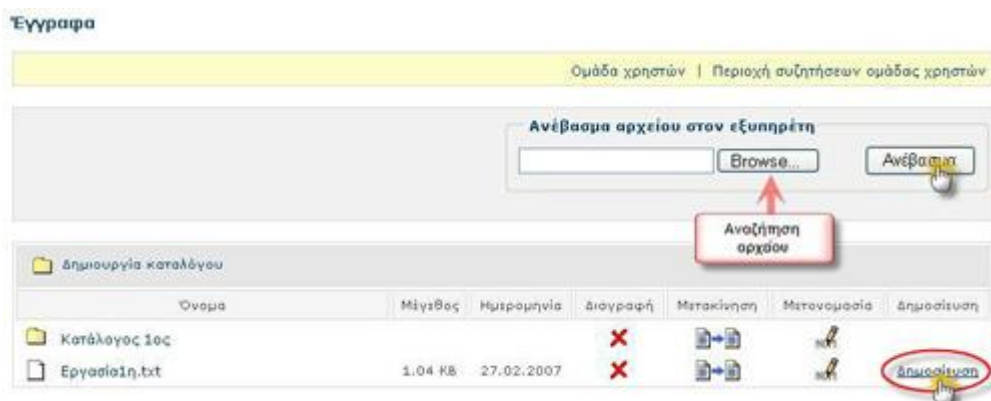 Έγγραφα
Ομάδα χρηστών | Περιοχή συζητήσεων ομάδας χρηστών
Ανέβασμα αρχείου στον εξυπηρέτη
Browse... Ανέβασμα
Αναζήτηση
αρχείου
Δημιουργία καταλόγου
Όνομα Μέγεθος Ημερομηνία Διαγραφή Μετακίνηση Μετονομασία Δημοσίευση
Κατάλογος 1ος
Εργασία1η.txt 1.04 KB 27.02.2007 Δημοσίευση